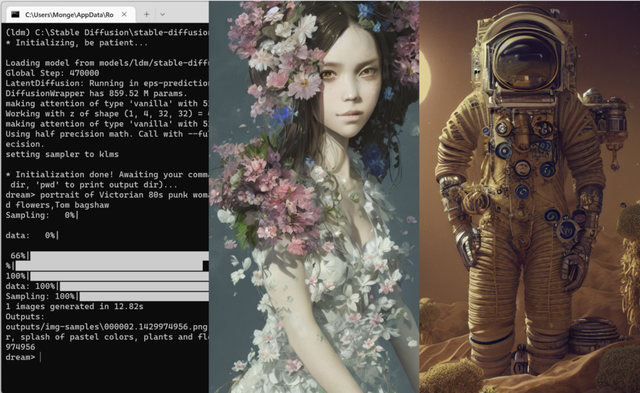 C:\Users\Monge\AppData\Ro
(ldm) C:\Stable Diffusion\stable-diffusion
* Initializing, be patient...
Loading model from models/ldm/stable-diff
Global Step: 470000
LatentDiffusion: Running in eps-prediction
DiffusionWrapper has 859.52 M params.
making attention of type 'vanilla' with 5
Working with z of shape (1, 4, 32, 32) =
making attention of type 'vanilla' with 5
Using half precision math. Call with --fu
ecision.
setting sampler to klms
* Initialization done! Awaiting your comma
dir, 'pwd' to print output dir)...
dream> portrait of Victorian 80s punk wom
d flowers,Tom bagshaw
Sampling: 0%|
data: 0%|
66%|
%|
100%|
data: 100%|
Sampling: 100%|
1 images generated in 12.82s
Outputs:
outputs/img-samples\000002.1429974956.png
r, splash of pastel colors, plants and flo
974956
dream>